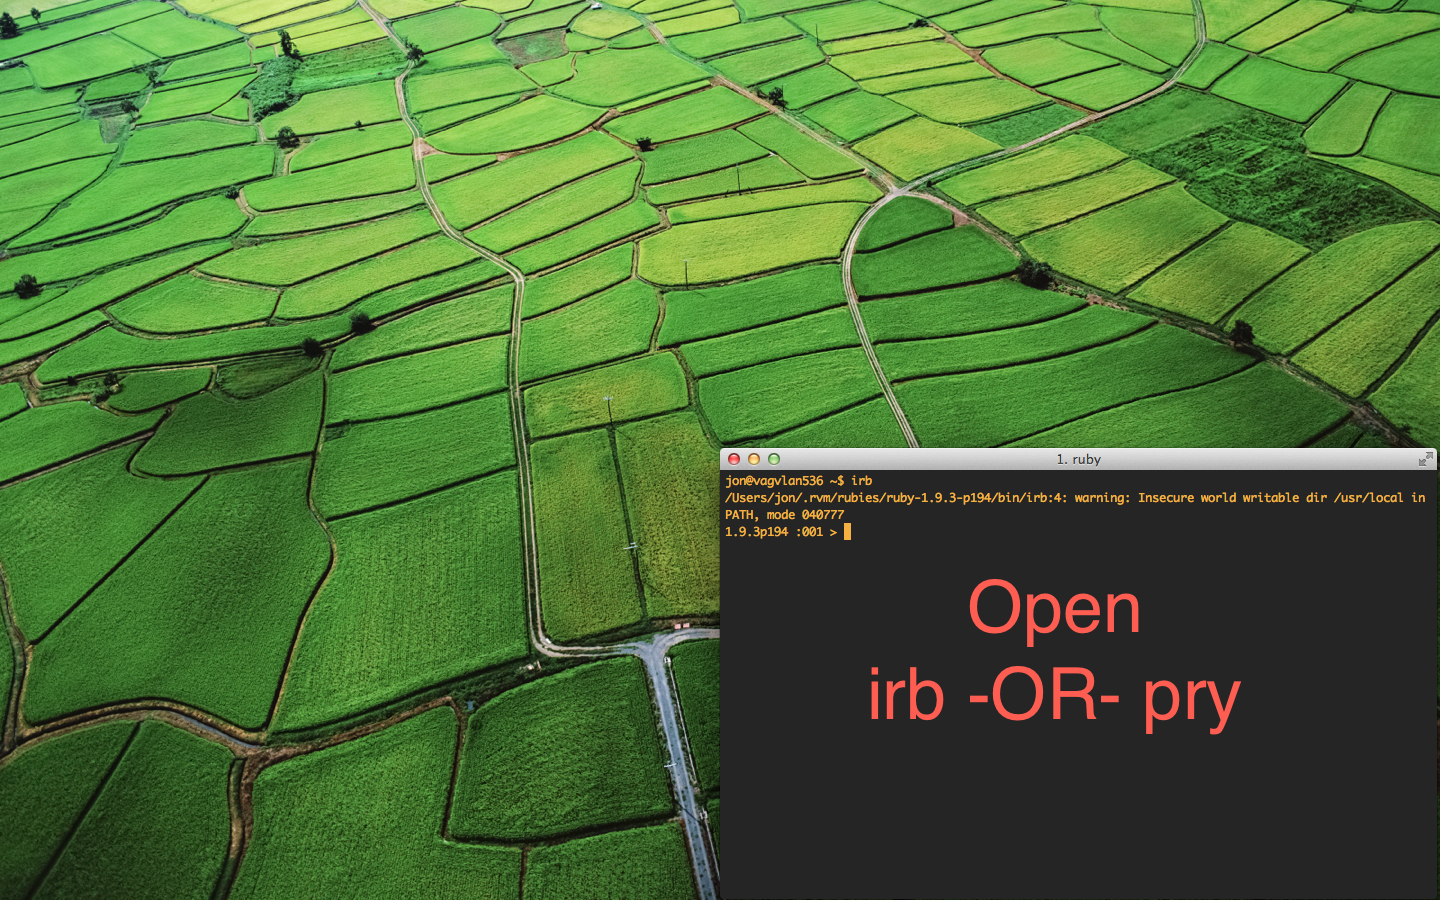 1. ruby
jon@vagvlan536 ~$ irb
/Users/jon/.rvm/rubies/ruby-1.9.3-p194/bin/irb:4: warning: Insecure world writable dir /usr/local in
PATH, mode 040777
1.9.3p194 :001 >
Open
irb -OR- pry